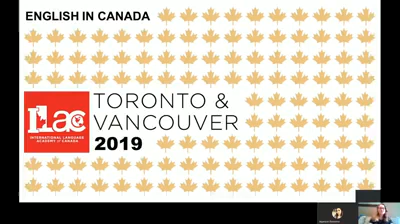 ENGLISH IN CANADA
ilac
INTERNATIONAL LANGUAGE
ACADEMY of CANADA
TORONTO &
VANCOUVER
2019